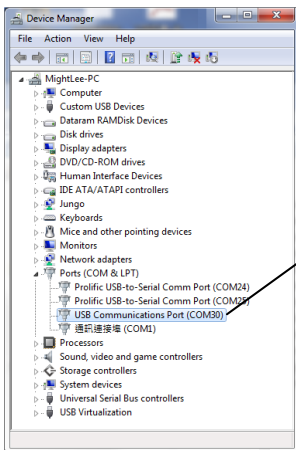 Device Manager
File Action View Help
MightLee-PC
Computer
Custom USB Devices
Dataram RAMDisk Devices
Disk drives
Display adapters
DVD/CD-ROM drives
Human Interface Devices
IDE ATA/ATAPI controllers
Jungo
Keyboards
Mice and other pointing devices
Monitors
Network adapters
Ports (COM & LPT)
Prolific USB-to-Serial Comm Port (COM24)
Prolific USB-to-Serial Comm Port (COM25)
USB Communications Port (COM30)
通訊連接埠 (COM1)
Processors
Sound, video and game controllers
Storage controllers
System devices
Universal Serial Bus controllers
USB Virtualization